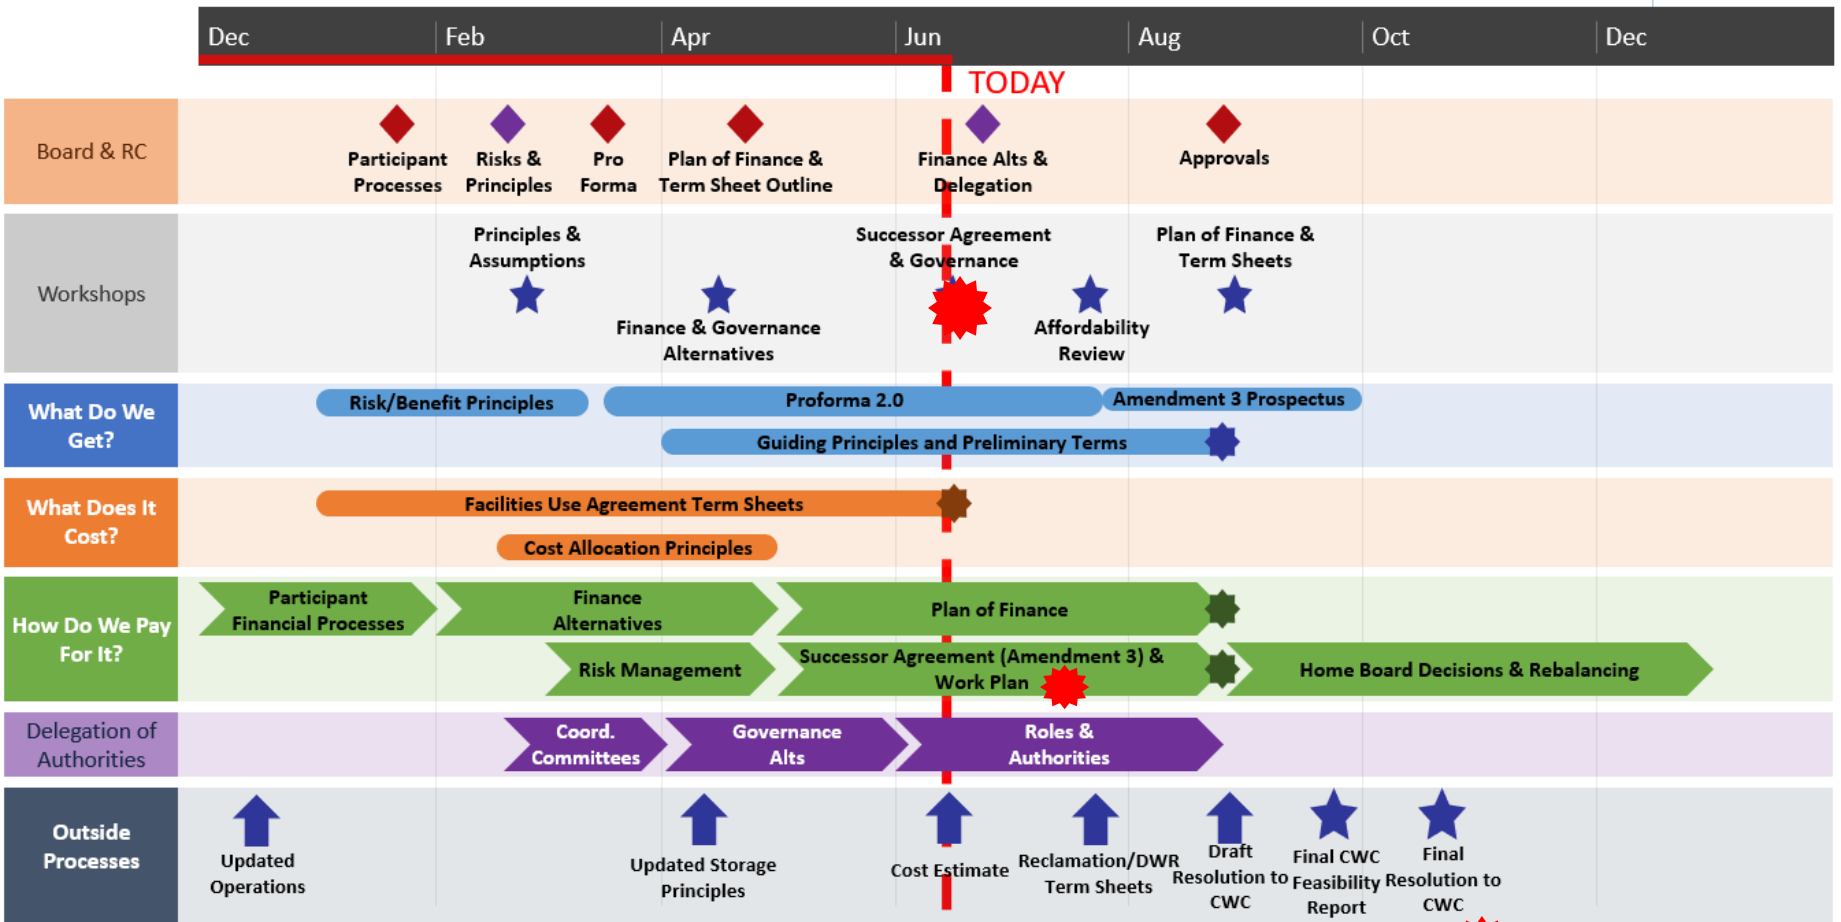 Dec
Feb
Apr
Jun
Aug
Oct
Dec
TODAY
Board & RC
Participant
Processes
Risks &
Principles
Pro
Forma
Plan of Finance &
Term Sheet Outline
Finance Alts &
Delegation
Approvals
Workshops
Principles &
Assumptions
Finance & Governance
Alternatives
Successor Agreement
& Governance
Affordability
Review
Plan of Finance &
Term Sheets
What Do We
Get?
Risk/Benefit Principles
Proforma 2.0
Amendment 3 Prospectus
Guiding Principles and Preliminary Terms
What Does It
Cost?
Facilities Use Agreement Term Sheets
Cost Allocation Principles
How Do We Pay
For It?
Participant
Financial Processes
Finance
Alternatives
Plan of Finance
Risk Management
Successor Agreement (Amendment 3) &
Work Plan
Home Board Decisions & Rebalancing
Delegation of
Authorities
Coord.
Committees
Governance
Alts
Roles &
Authorities
Outside
Processes
Updated
Operations
Updated Storage
Principles
Cost Estimate
Reclamation/DWR
Term Sheets
Draft
Resolution to
CWC
Final CWC
Feasibility
Report
Final
Resolution to
CWC